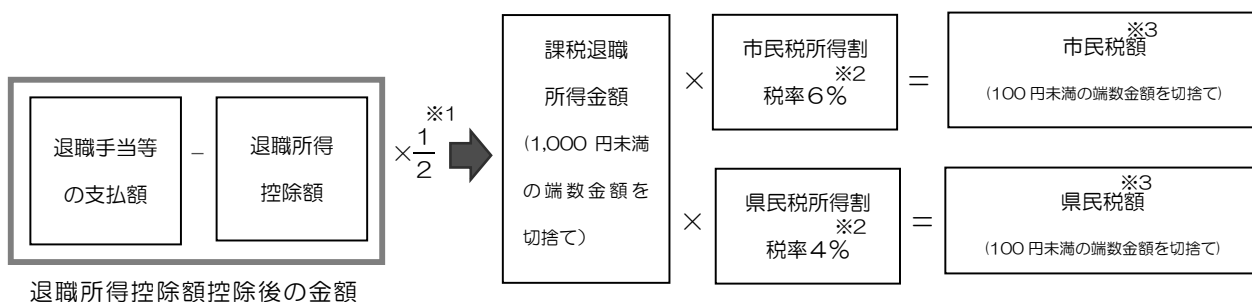 退職手当等
の支払額
－
退職所得
控除額
退職所得控除額控除後の金額
×1/2
※1
課税退職
所得金額
(1,000 円未満
の端数金額を
切捨て）
×
市民税所得割
※2
税率６%
＝
※3
市民税額
(100 円未満の端数金額を切捨て)
×
県民税所得割
※2
税率４%
＝
※3
県民税額
(100 円未満の端数金額を切捨て)